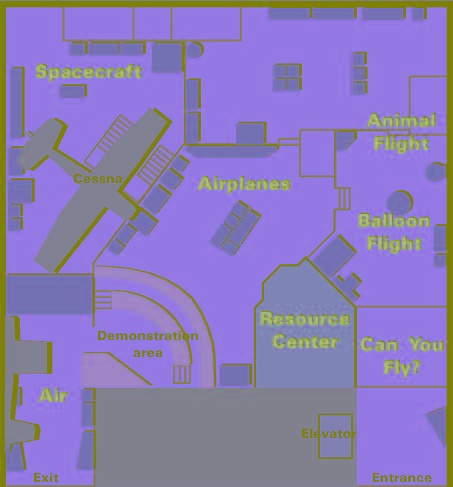 Spacecraft
Animal
Flight
Cessna
Airplanes
Balloon
Flight
Resource
Center
Demonstration
area
Can You
Fly?
Air
Elevator
Exit
Entrance